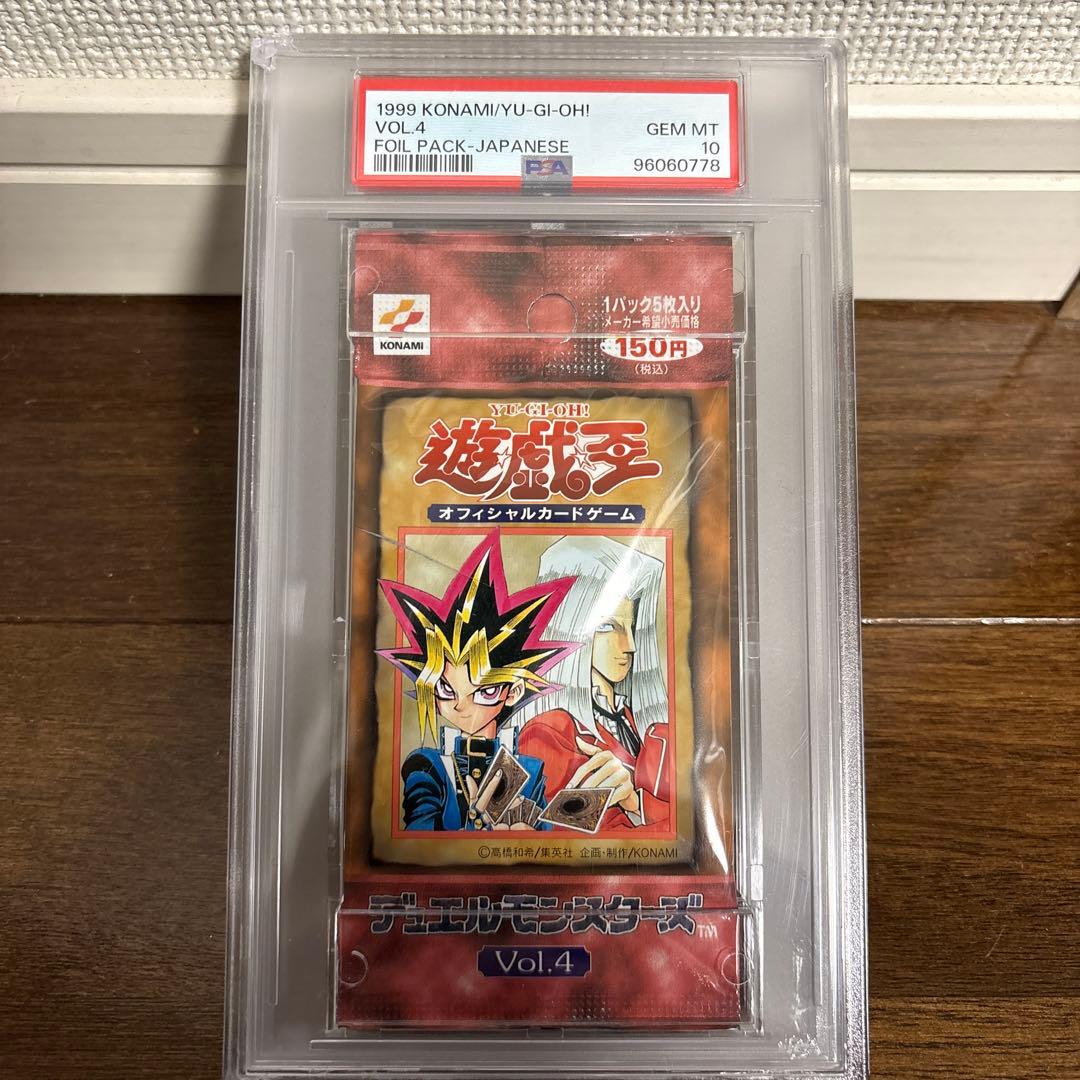 1999 KONAMI/YU-GI-OH!
VOL.4
FOIL PACK-JAPANESE
GEM MT
10
96060778
PSA
KONAMI
1パック5枚入り
メーカー希望小売価格
150円
(税込)
YU-GI-OH!
遊戯王
オフィシャルカードゲーム
©高橋和希/集英社 企画・制作/KONAMI
デュエルモンスターズ™
Vol.4